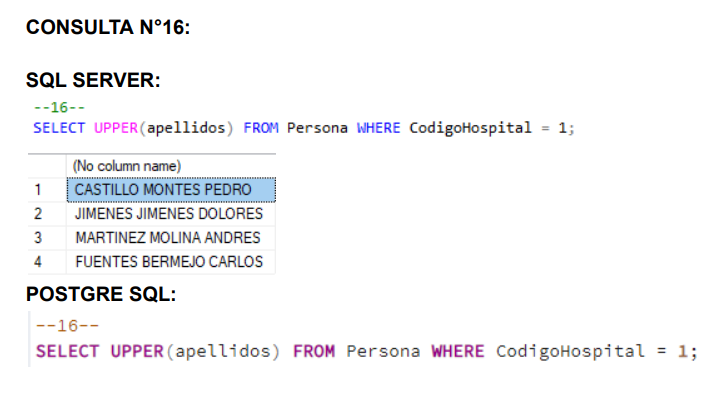 CONSULTA N°16:
SQL SERVER:
--16--
SELECT UPPER(apellidos) FROM Persona WHERE CodigoHospital = 1;
(No column name)
1 CASTILLO MONTES PEDRO
2 JIMENES JIMENES DOLORES
3 MARTINEZ MOLINA ANDRES
4 FUENTES BERMEJO CARLOS
POSTGRE SQL:
--16--
SELECT UPPER(apellidos) FROM Persona WHERE CodigoHospital = 1;